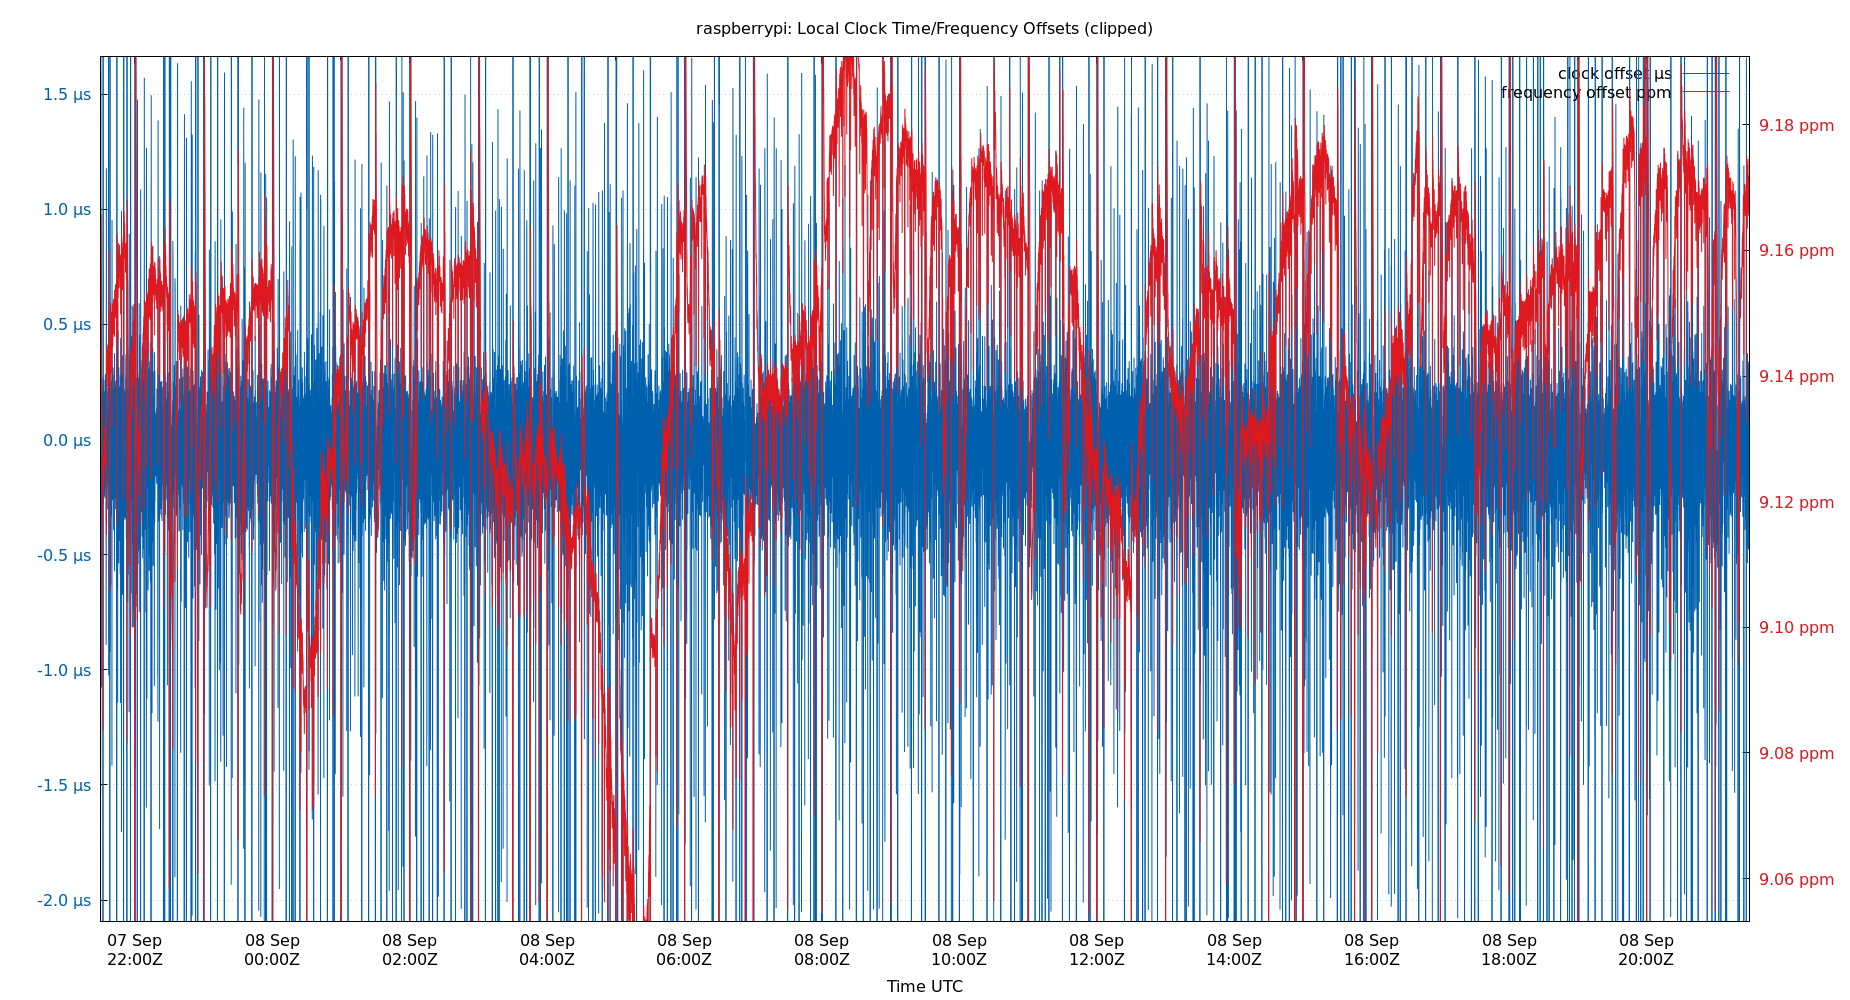 raspberrypi: Local Clock Time/Frequency Offsets (clipped)
clock offset µs
frequency offset ppm
1.5 µs
1.0 µs
0.5 µs
0.0 µs
-0.5 µs
-1.0 µs
-1.5 µs
-2.0 µs
9.18 ppm
9.16 ppm
9.14 ppm
9.12 ppm
9.10 ppm
9.08 ppm
9.06 ppm
07 Sep 08 Sep 08 Sep 08 Sep 08 Sep 08 Sep 08 Sep 08 Sep 08 Sep 08 Sep 08 Sep 08 Sep
22:00Z 00:00Z 02:00Z 04:00Z 06:00Z 08:00Z 10:00Z 12:00Z 14:00Z 16:00Z 18:00Z 20:00Z
Time UTC